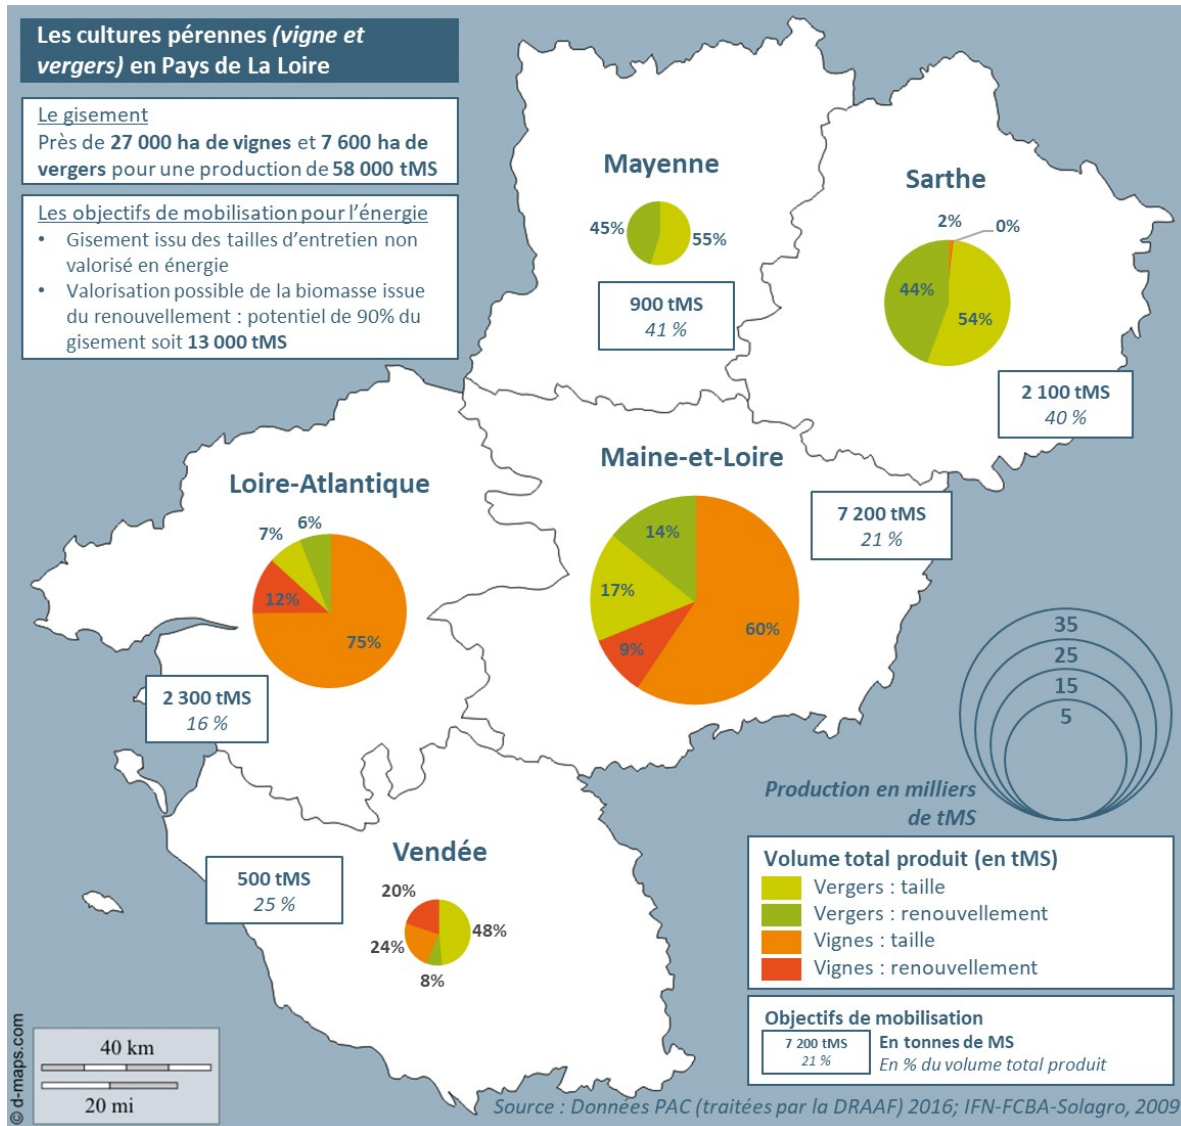 Les cultures pérennes (vigne et
vergers) en Pays de La Loire
Le gisement
Près de 27 000 ha de vignes et 7 600 ha de
vergers pour une production de 58 000 tMS
Les objectifs de mobilisation pour l'énergie
• Gisement issu des tailles d'entretien non
valorisé en énergie
• Valorisation possible de la biomasse issue
du renouvellement : potentiel de 90% du
gisement soit 13 000 tMS
Mayenne
45%
55%
900 tMS
41 %
Sarthe
2%
0%
44%
54%
2 100 tMS
40 %
Loire-Atlantique
7%
6%
12%
75%
2 300 tMS
16 %
Maine-et-Loire
14%
17%
60%
9%
7 200 tMS
21 %
Vendée
20%
48%
24%
8%
500 tMS
25 %
35
25
15
5
Production en milliers
de tMS
Volume total produit (en tMS)
Vergers : taille
Vergers : renouvellement
Vignes : taille
Vignes : renouvellement
Objectifs de mobilisation
7 200 tMS
21 %
En tonnes de MS
En % du volume total produit
40 km
20 mi
© d-maps.com
Source : Données PAC (traitées par la DRAAF) 2016; IFN-FCBA-Solagro, 2009